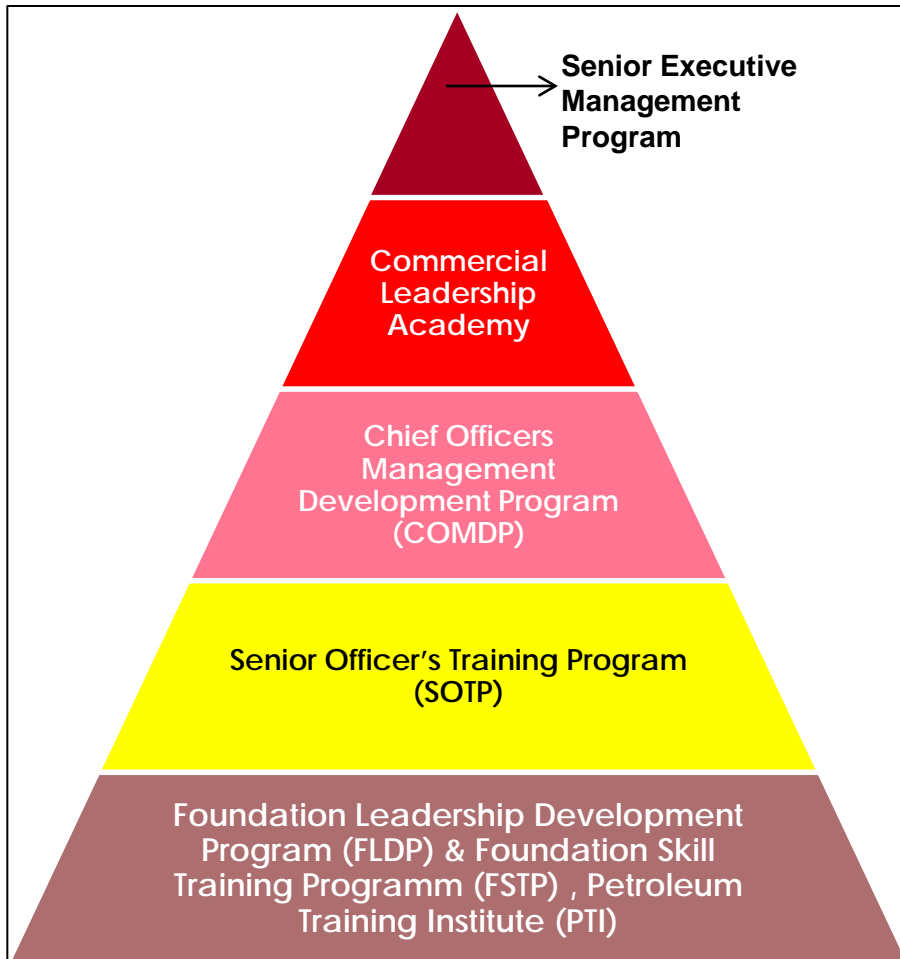 Senior Executive
Management
Program
Commercial
Leadership
Academy
Chief Officers
Management
Development Program
(COMDP)
Senior Officer's Training Program
(SOTP)
Foundation Leadership Development
Program (FLDP) & Foundation Skill
Training Programm (FSTP) , Petroleum
Training Institute (PTI)